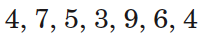 4, 7, 5, 3, 9, 6, 4